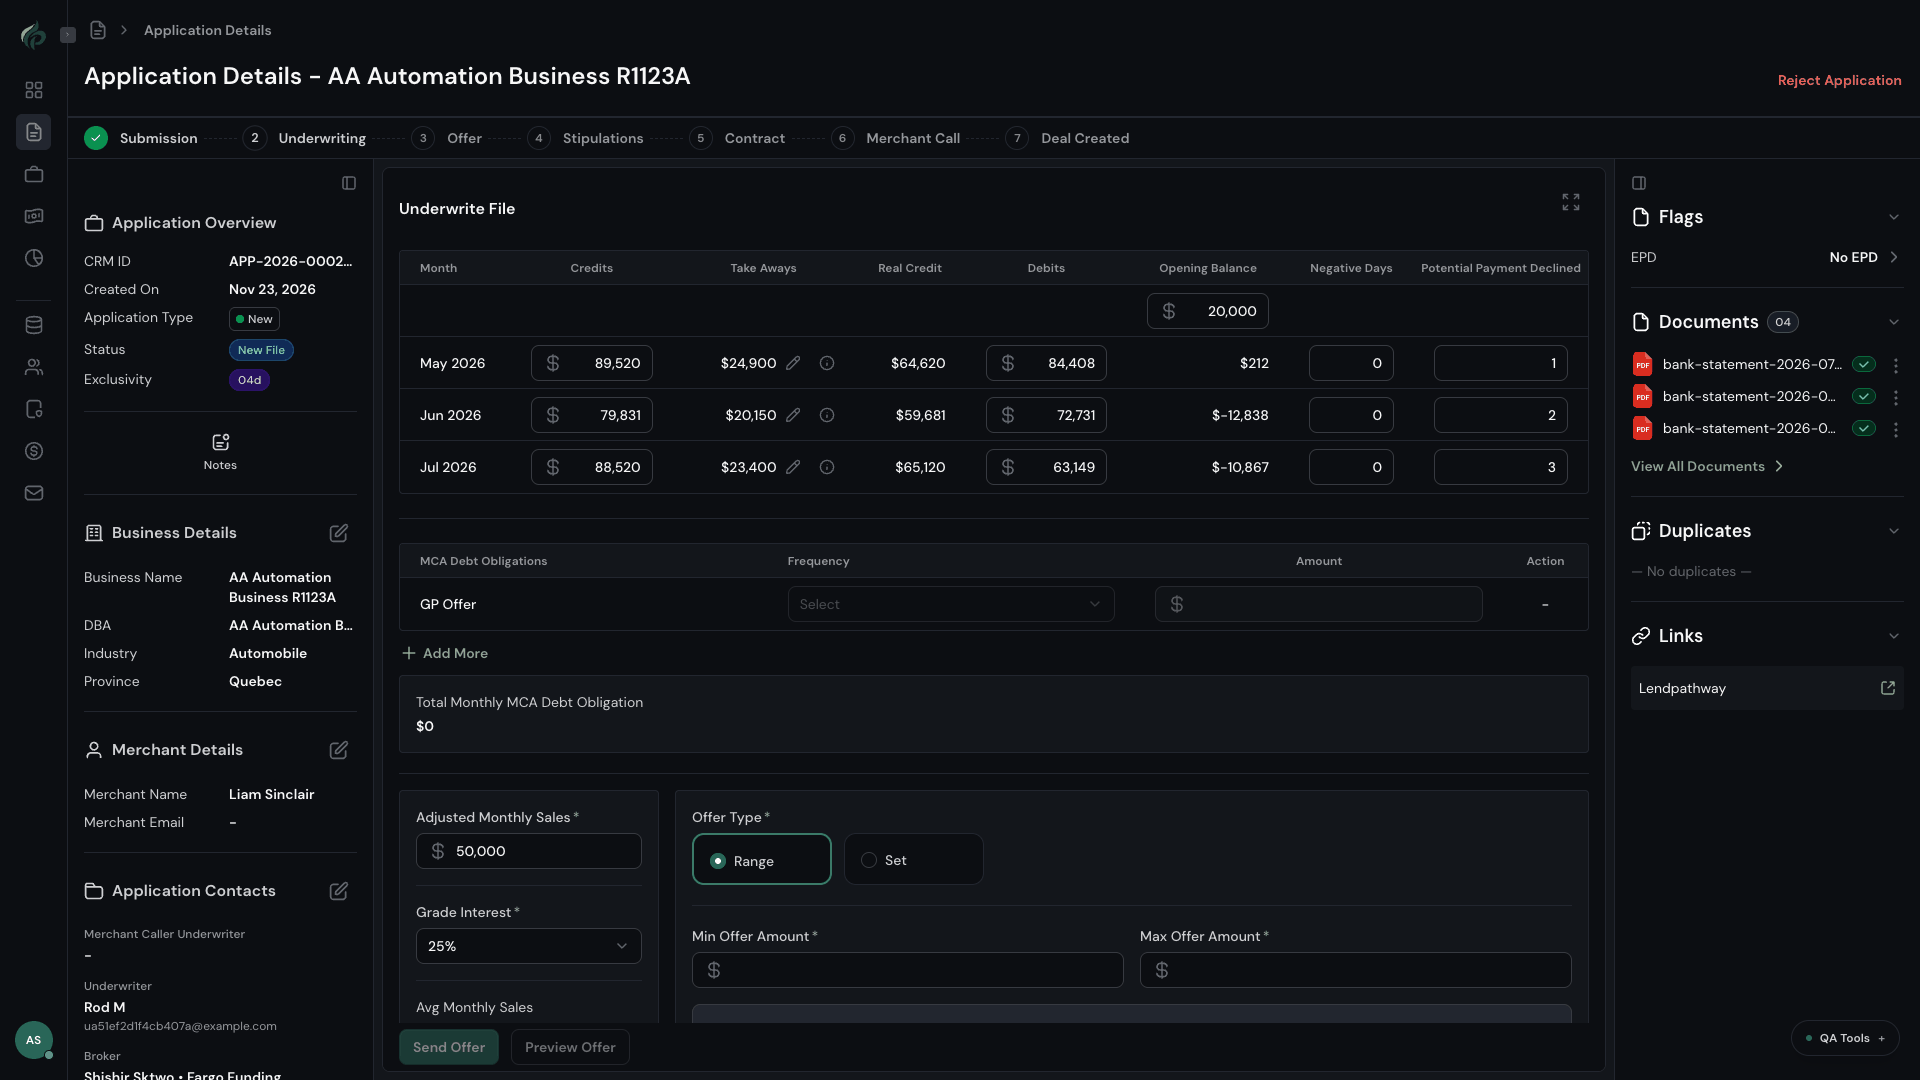 Application Details
Application Details - AA Automation Business R1123A
Reject Application
Submission
2 Underwriting
3 Offer
4 Stipulations
5 Contract
6 Merchant Call
7 Deal Created
Application Overview
CRM ID APP-2026-0002...
Created On Nov 23, 2026
Application Type New
Status New File
Exclusivity 04d
Notes
Business Details
Business Name AA Automation
Business R1123A
DBA AA Automation B...
Industry Automobile
Province Quebec
Merchant Details
Merchant Name Liam Sinclair
Merchant Email -
Application Contacts
Merchant Caller Underwriter
-
Underwriter
Rod M
ua51ef2d1f4cb407a@example.com
Broker
Shishir Sktwo • Fargo Funding
AS
Underwrite File
Month Credits Take Aways Real Credit Debits Opening Balance Negative Days Potential Payment Declined
$ 20,000
May 2026 $ 89,520 $24,900 $64,620 $ 84,408 $212 0 1
Jun 2026 $ 79,831 $20,150 $59,681 $ 72,731 $-12,838 0 2
Jul 2026 $ 88,520 $23,400 $65,120 $ 63,149 $-10,867 0 3
MCA Debt Obligations Frequency Amount Action
GP Offer Select $ -
Add More
Total Monthly MCA Debt Obligation
$0
Adjusted Monthly Sales *
$ 50,000
Grade Interest *
25%
Avg Monthly Sales
Offer Type *
Range
Set
Min Offer Amount *
$
Max Offer Amount *
$
Send Offer
Preview Offer
Flags
EPD No EPD
Documents 04
PDF bank-statement-2026-07...
PDF bank-statement-2026-0...
PDF bank-statement-2026-0...
View All Documents
Duplicates
— No duplicates —
Links
Lendpathway
QA Tools +